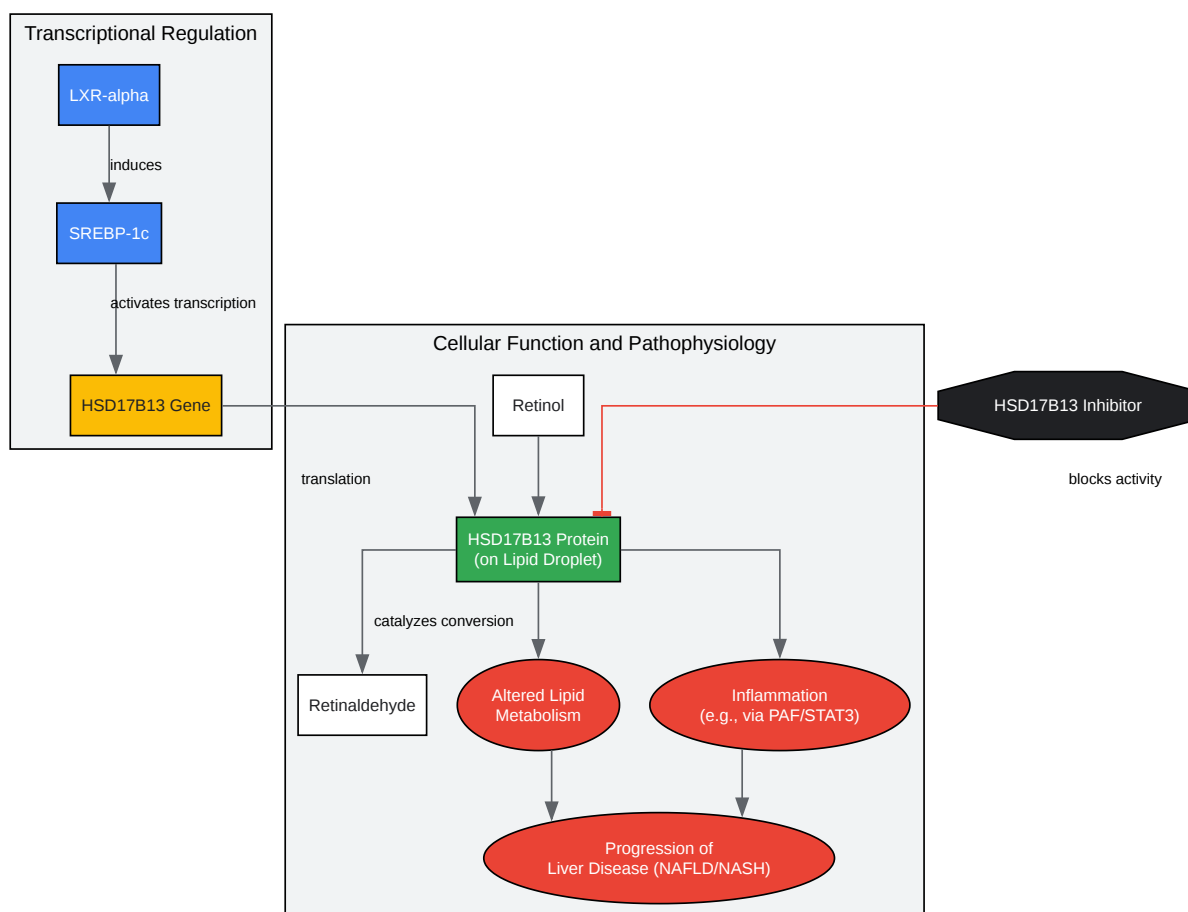 Transcriptional Regulation
LXR-alpha
induces
SREBP-1c
activates transcription
HSD17B13 Gene
Cellular Function and Pathophysiology
Retinol
HSD17B13 Inhibitor
translation
blocks activity
HSD17B13 Protein
(on Lipid Droplet)
catalyzes conversion
Retinaldehyde
Altered Lipid
Metabolism
Inflammation
(e.g., via PAF/STAT3)
Progression of
Liver Disease (NAFLD/NASH)